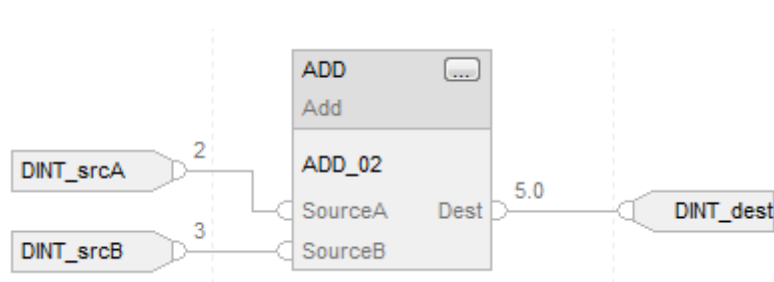 ADD ...
Add
2
DINT_srcA
ADD_02
5.0
SourceA Dest
DINT_dest
3
DINT_srcB
SourceB